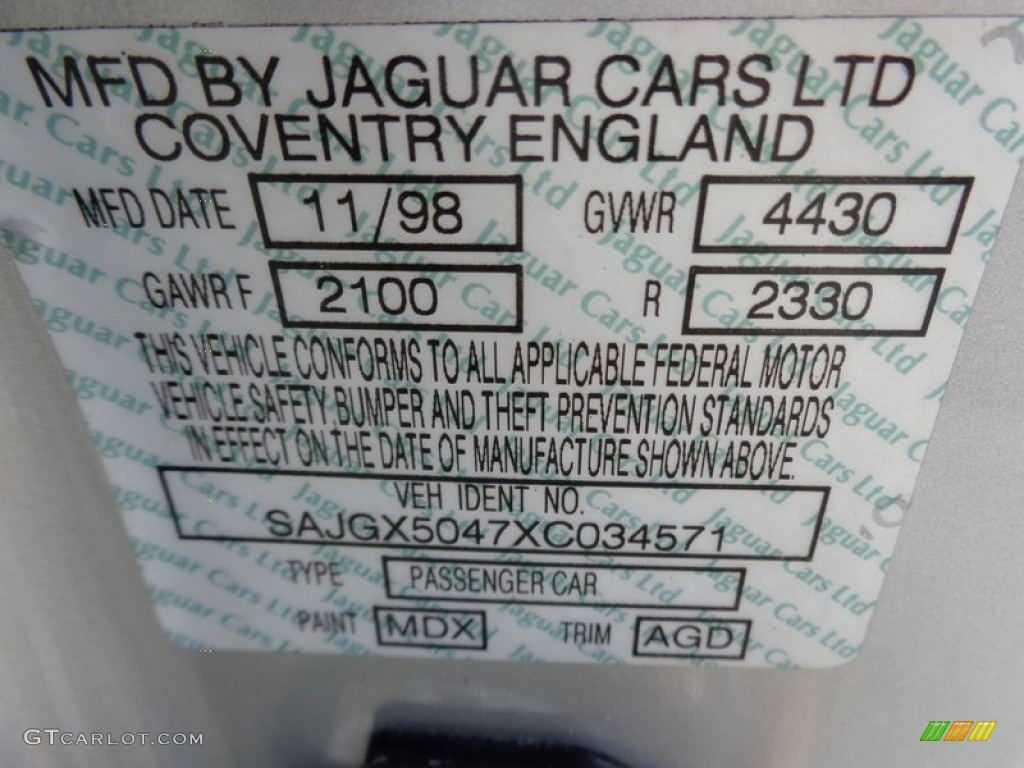 MFD BY JAGUAR CARS LTD
COVENTRY ENGLAND
MFD DATE 11/98 GVWR 4430
GAWR F 2100 R 2330
THIS VEHICLE CONFORMS TO ALL APPLICABLE FEDERAL MOTOR
VEHICLE SAFETY, BUMPER AND THEFT PREVENTION STANDARDS
IN EFFECT ON THE DATE OF MANUFACTURE SHOWN ABOVE.
VEH IDENT NO.
SAJGX5047XC034571
TYPE PASSENGER CAR
PAINT MDX TRIM AGD
GTCARLOT.COM